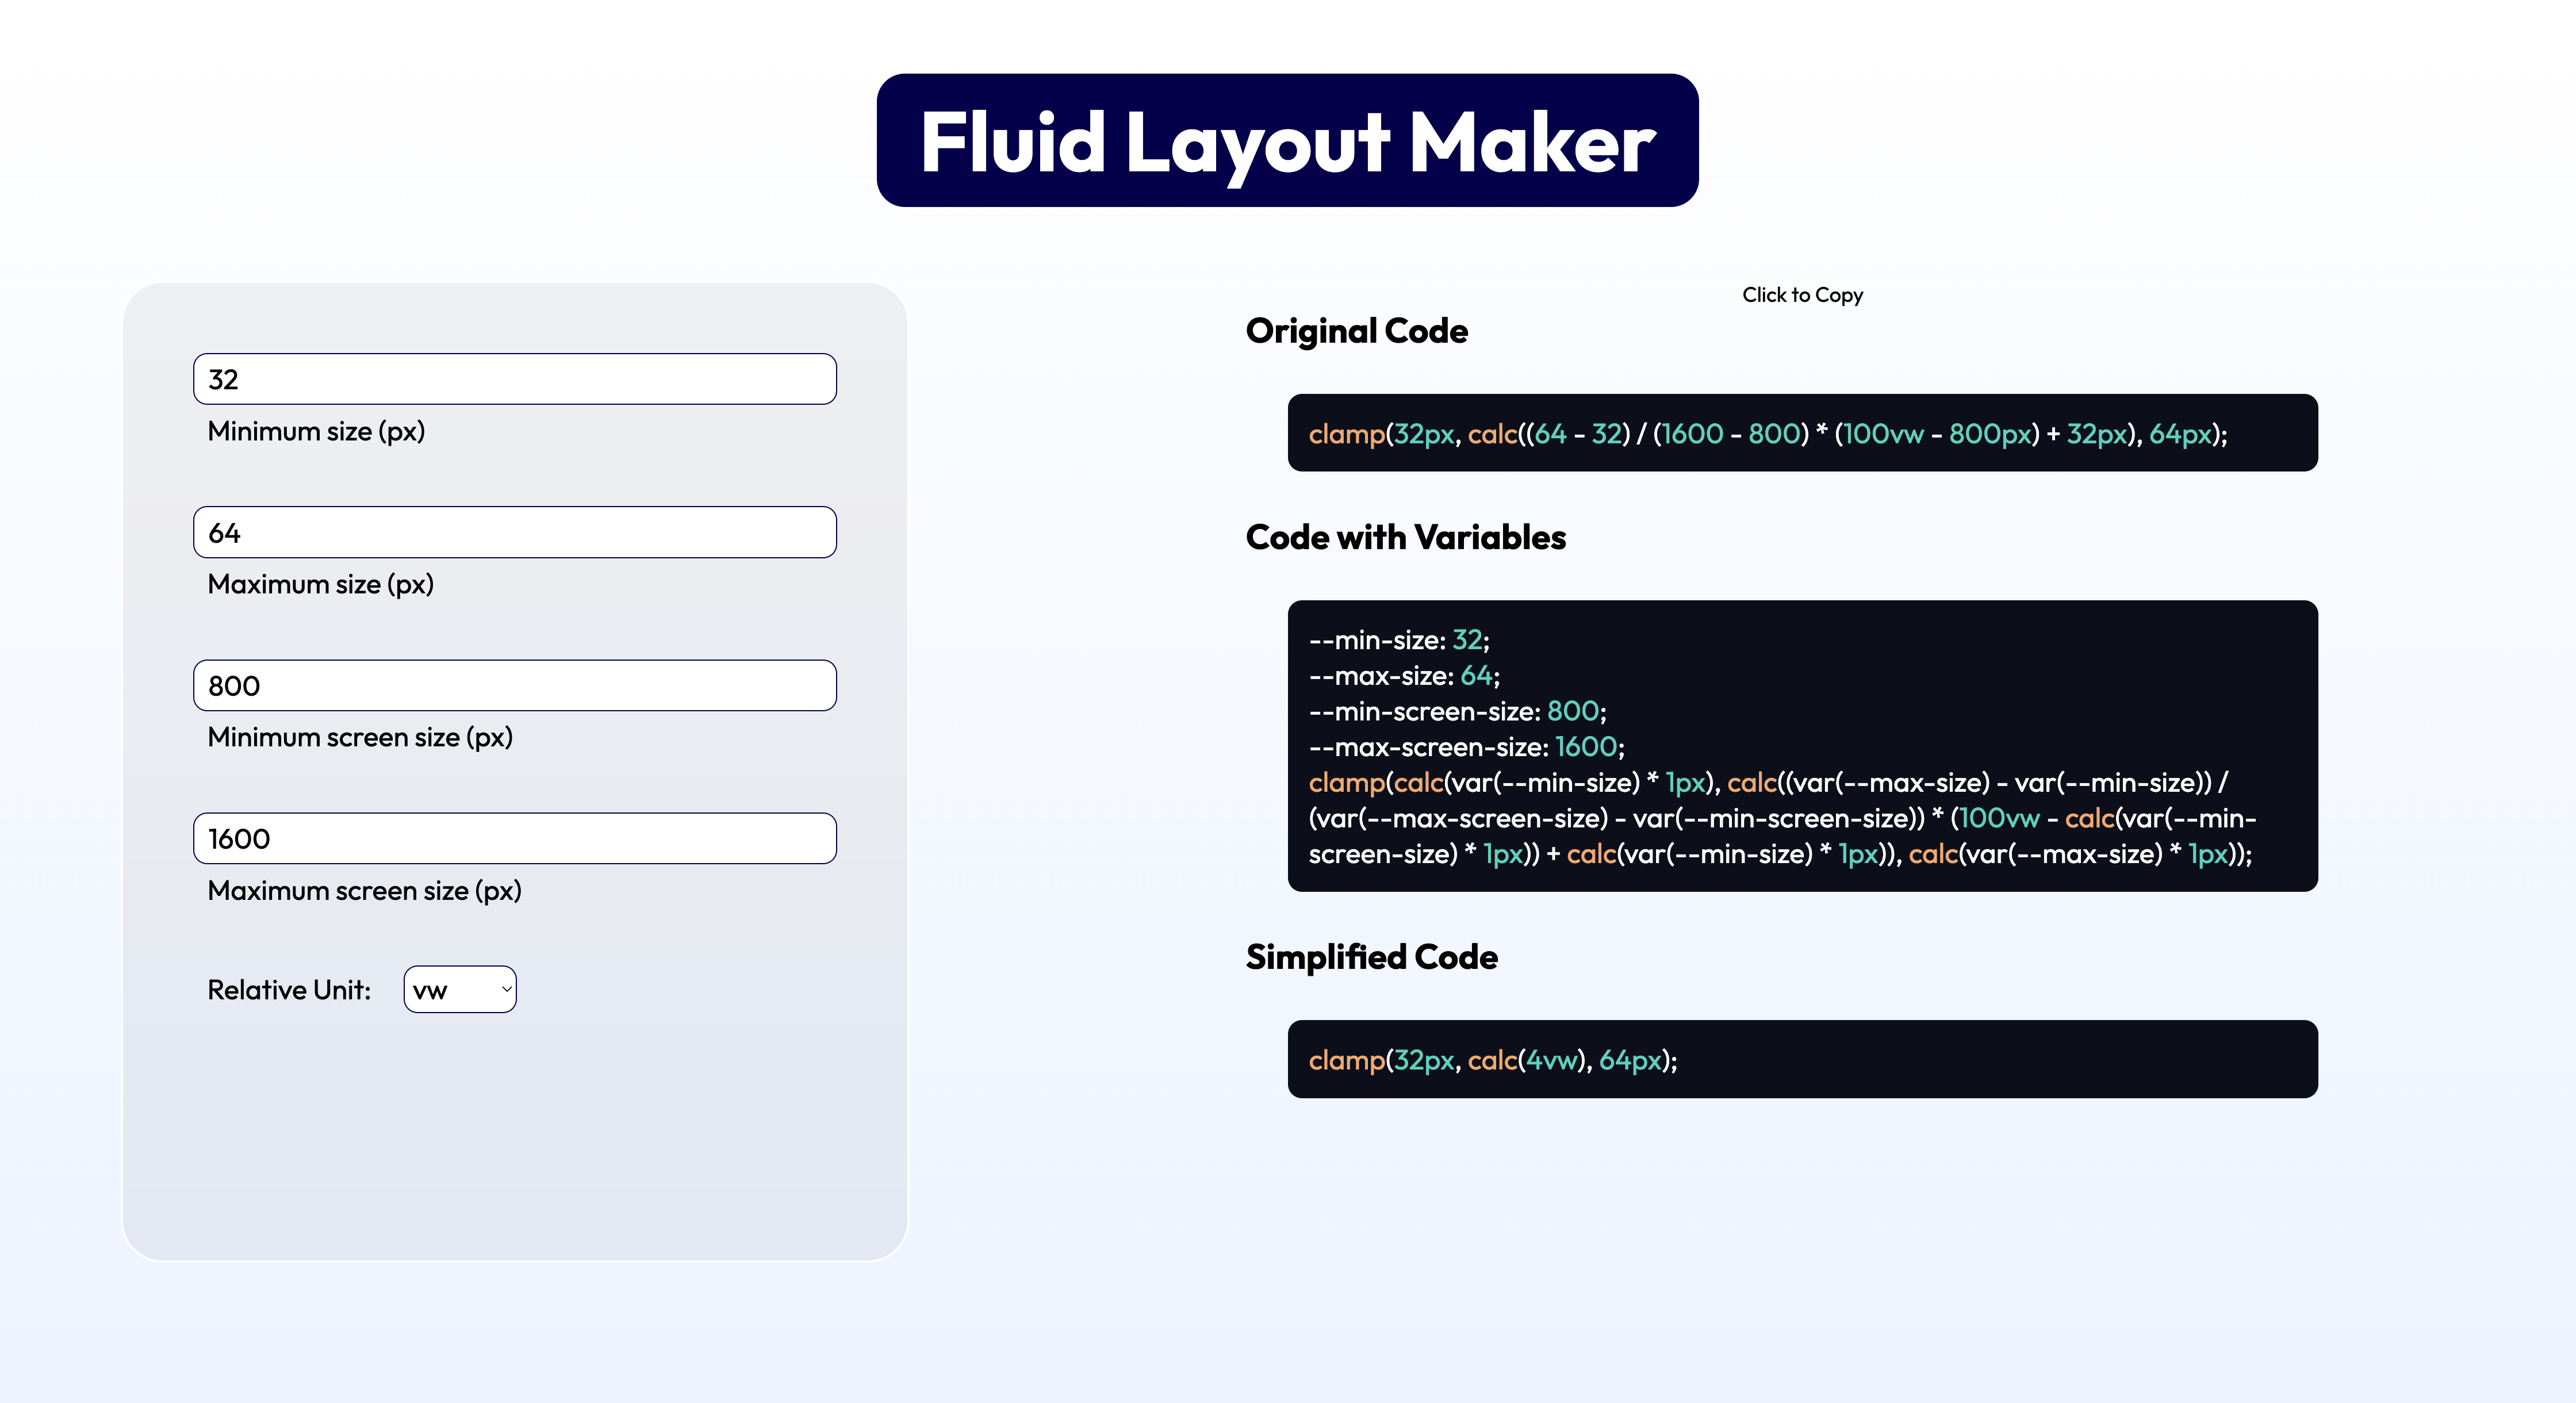 Fluid Layout Maker
32
Minimum size (px)
64
Maximum size (px)
800
Minimum screen size (px)
1600
Maximum screen size (px)
Relative Unit: vw
Click to Copy
Original Code
clamp(32px, calc((64 - 32) / (1600 - 800) * (100vw - 800px) + 32px), 64px);
Code with Variables
--min-size: 32;
--max-size: 64;
--min-screen-size: 800;
--max-screen-size: 1600;
clamp(calc(var(--min-size) * 1px), calc((var(--max-size) - var(--min-size)) /
(var(--max-screen-size) - var(--min-screen-size)) * (100vw - calc(var(--min-
screen-size) * 1px)) + calc(var(--min-size) * 1px)), calc(var(--max-size) * 1px));
Simplified Code
clamp(32px, calc(4vw), 64px);